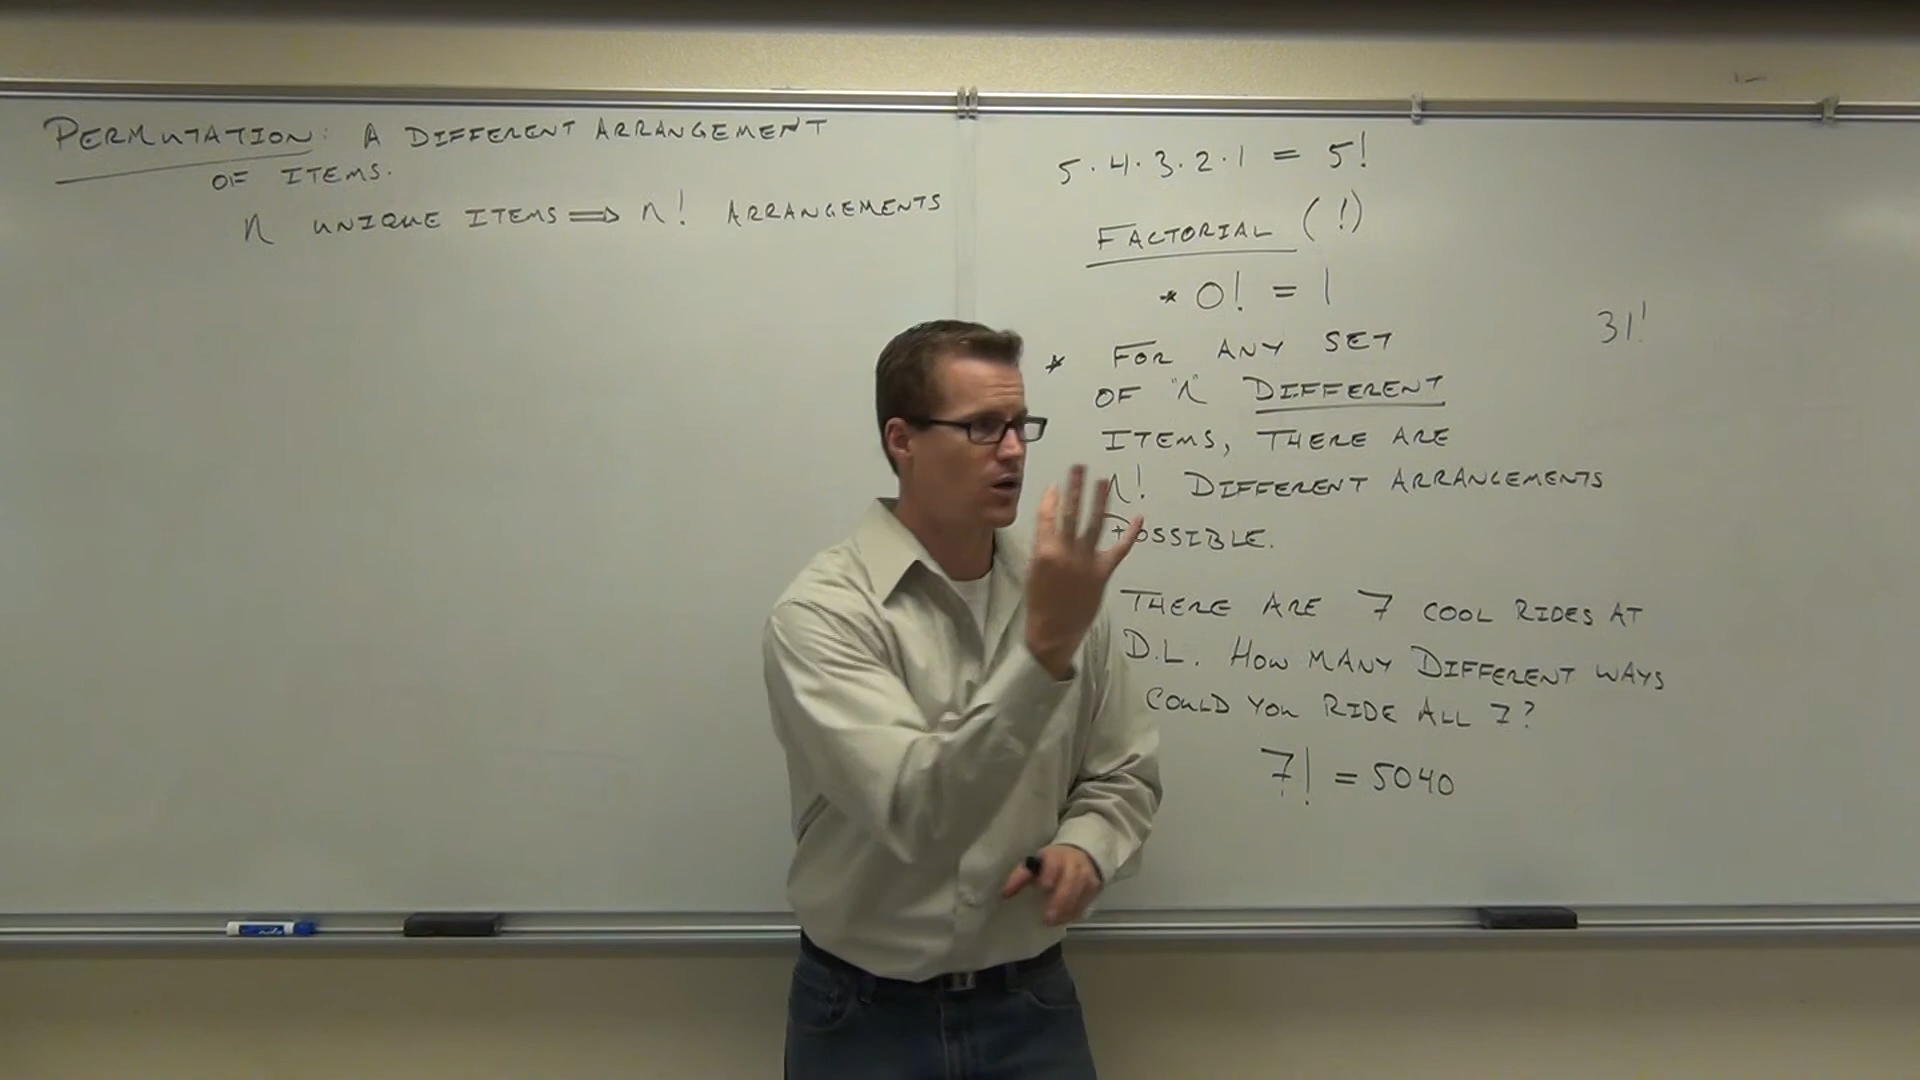 PERMUTATION: A DIFFERENT ARRANGEMENT
OF ITEMS.
n UNIQUE ITEMS ⇒ n! ARRANGEMENTS
5·4·3·2·1 = 5!
FACTORIAL (!)
* 0! = 1
31!
* FOR ANY SET
OF "n" DIFFERENT
ITEMS, THERE ARE
n! DIFFERENT ARRANGEMENTS
POSSIBLE.
THERE ARE 7 COOL RIDES AT
D.L. HOW MANY DIFFERENT WAYS
COULD YOU RIDE ALL 7?
7! = 5040